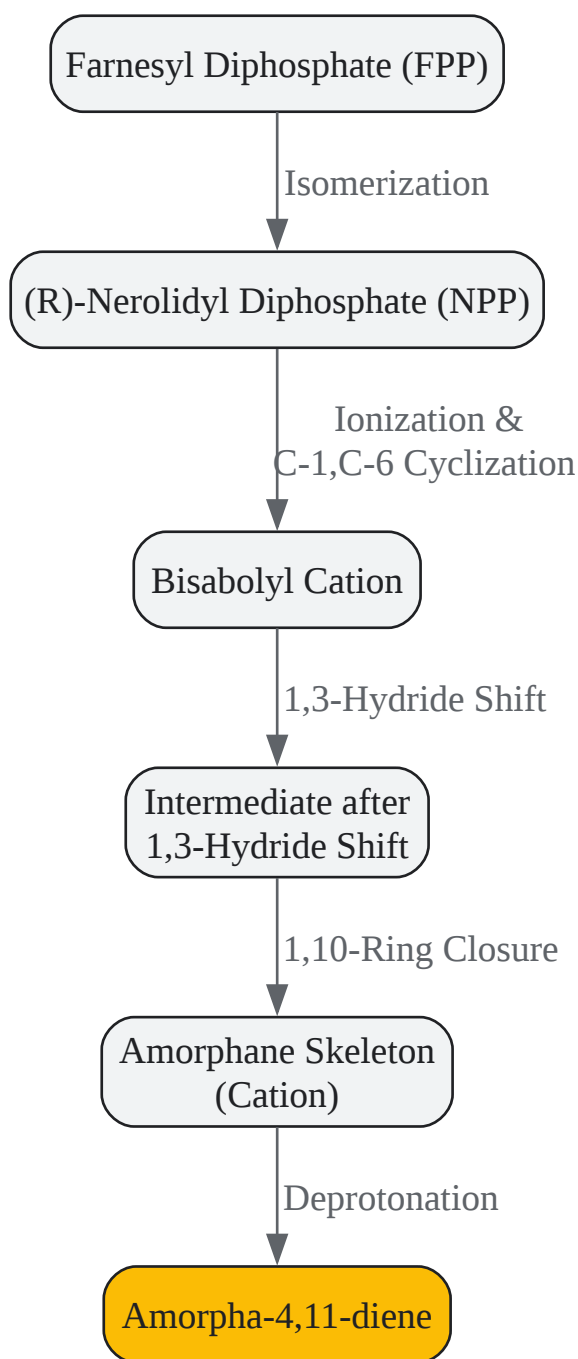 Farnesyl Diphosphate (FPP)
Isomerization
(R)-Nerolidyl Diphosphate (NPP)
Ionization &
C-1,C-6 Cyclization
Bisabolyl Cation
1,3-Hydride Shift
Intermediate after
1,3-Hydride Shift
1,10-Ring Closure
Amorphane Skeleton
(Cation)
Deprotonation
Amorpha-4,11-diene